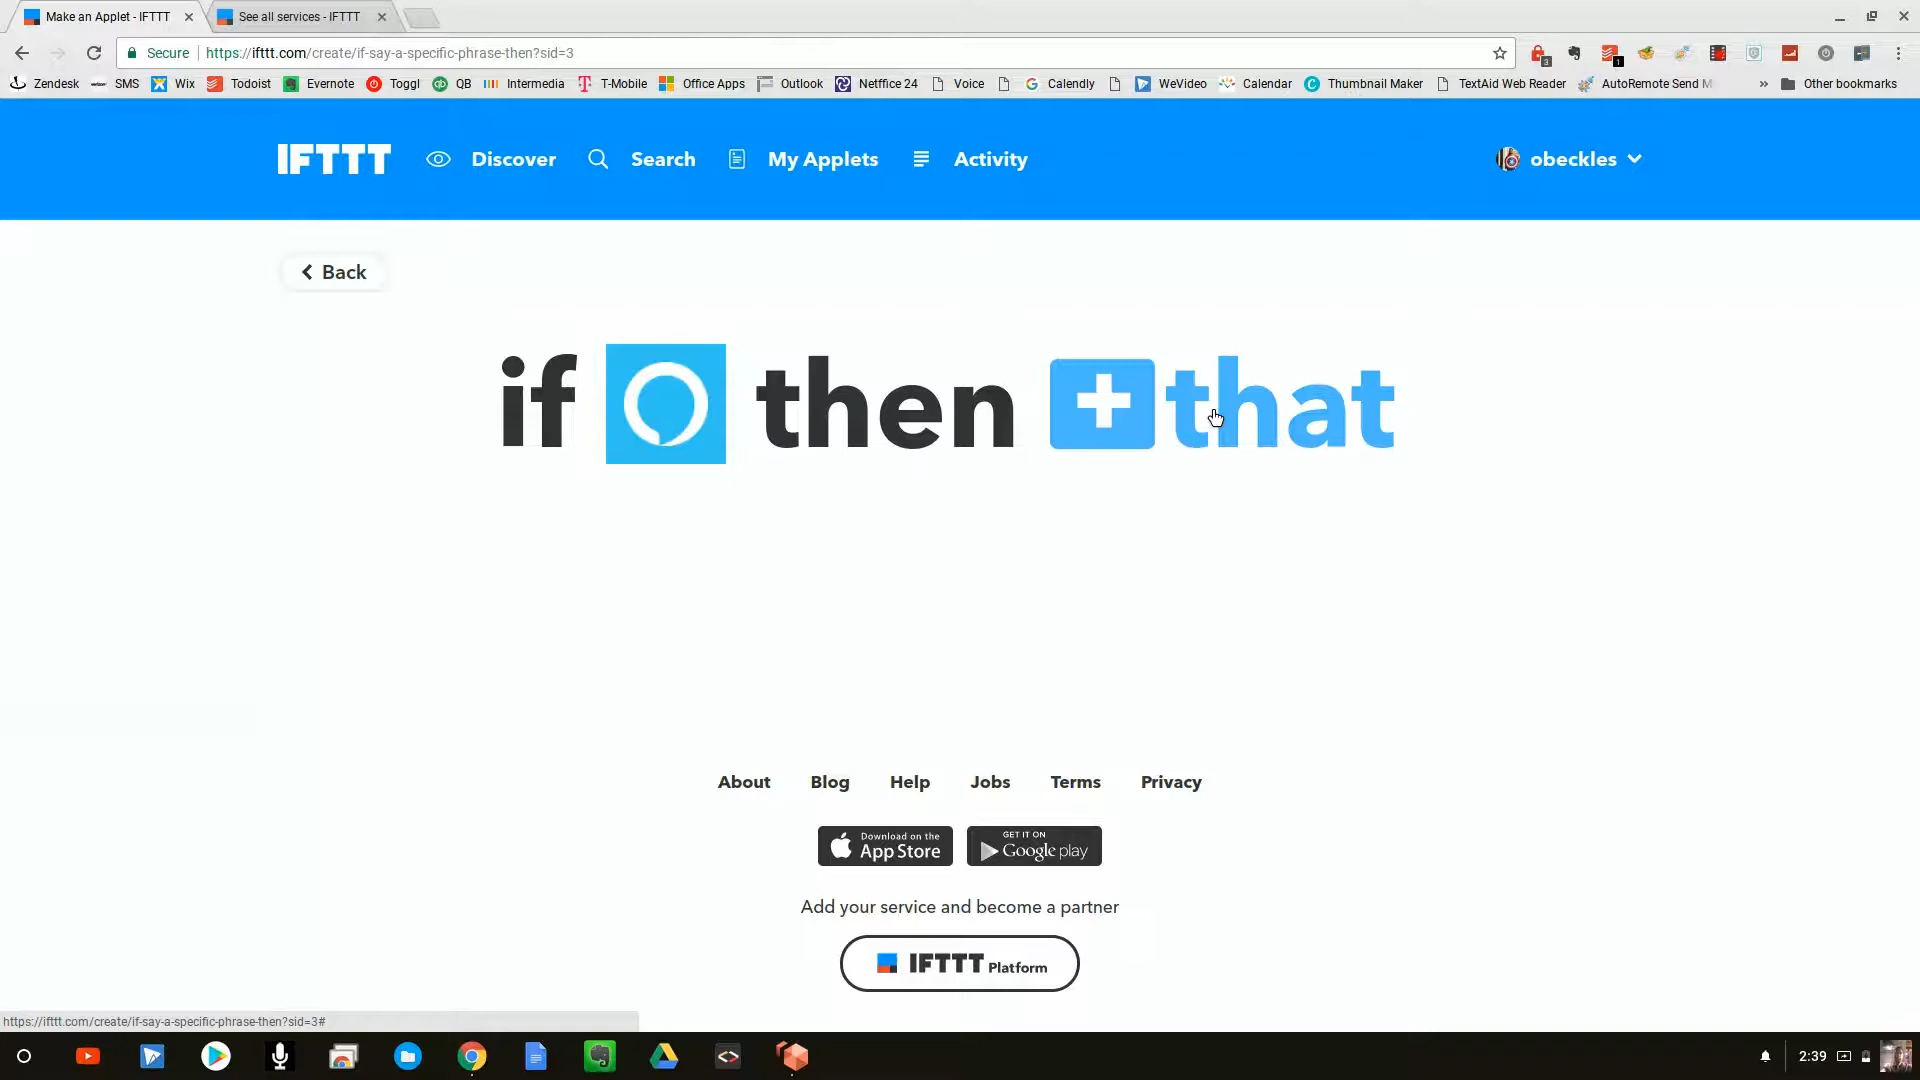 Make an Applet - IFTTT
See all services - IFTTT
Secure
https://ifttt.com/create/if-say-a-specific-phrase-then?sid=3
3
1
Zendesk SMS Wix Todoist Evernote Toggl QB Intermedia T-Mobile Office Apps Outlook Netffice 24 Voice Calendly WeVideo Calendar Thumbnail Maker TextAid Web Reader AutoRemote Send M » Other bookmarks
IFTTT Discover Search My Applets Activity obeckles
Back
if then that
About Blog Help Jobs Terms Privacy
Download on the
App Store
GET IT ON
Google play
Add your service and become a partner
IFTTT Platform
https://ifttt.com/create/if-say-a-specific-phrase-then?sid=3#
2:39